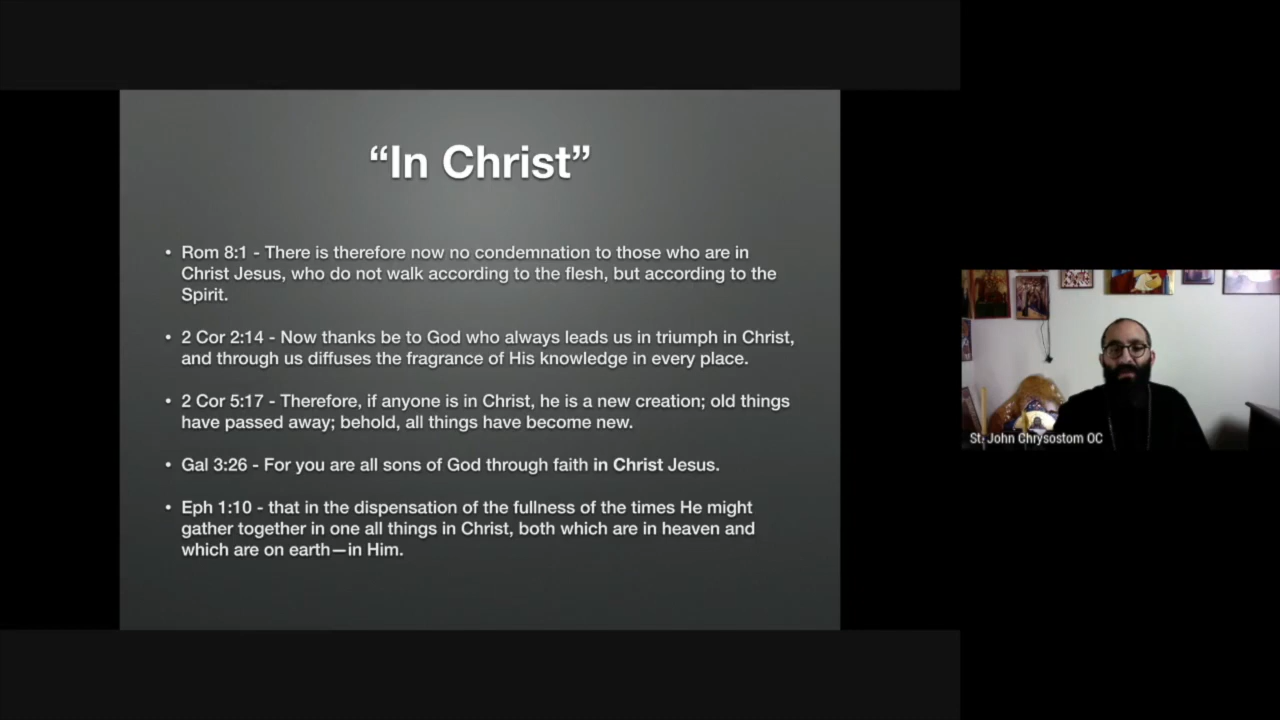 “In Christ”
• Rom 8:1 - There is therefore now no condemnation to those who are in
Christ Jesus, who do not walk according to the flesh, but according to the
Spirit.
• 2 Cor 2:14 - Now thanks be to God who always leads us in triumph in Christ,
and through us diffuses the fragrance of His knowledge in every place.
• 2 Cor 5:17 - Therefore, if anyone is in Christ, he is a new creation; old things
have passed away; behold, all things have become new.
• Gal 3:26 - For you are all sons of God through faith in Christ Jesus.
• Eph 1:10 - that in the dispensation of the fullness of the times He might
gather together in one all things in Christ, both which are in heaven and
which are on earth—in Him.
St. John Chrysostom OC